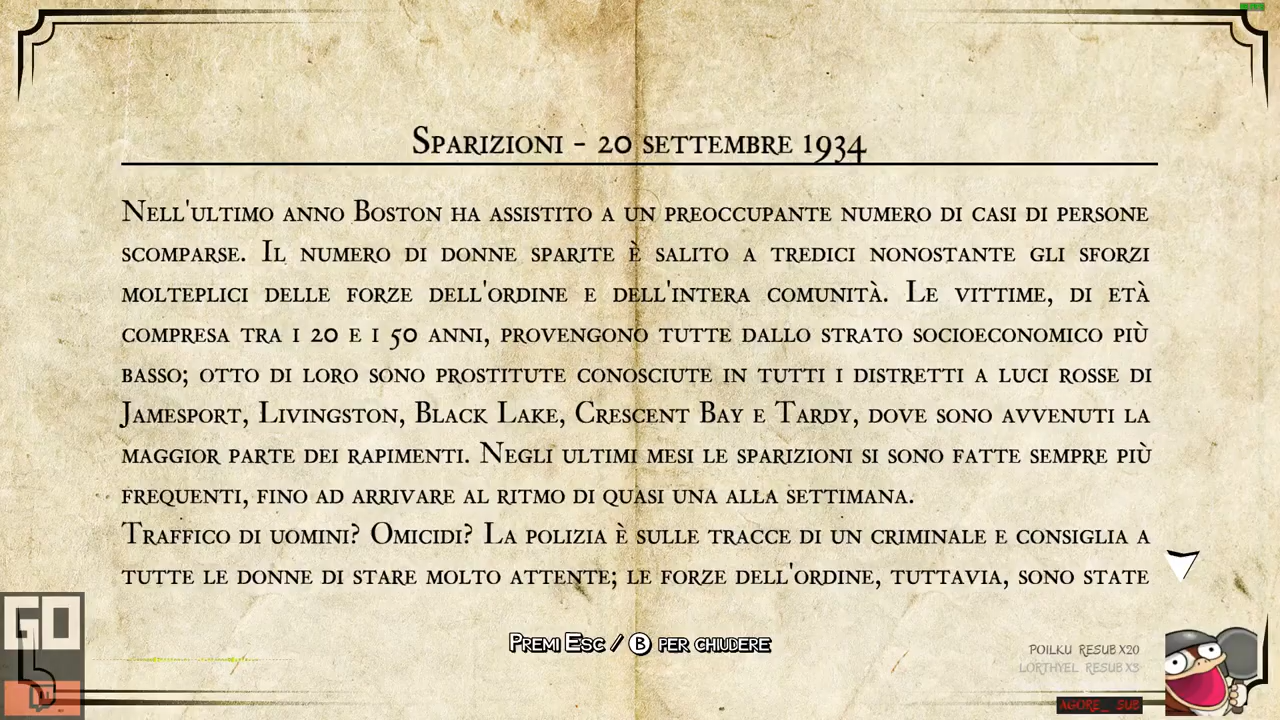 Sparizioni - 20 settembre 1934
Nell'ultimo anno Boston ha assistito a un preoccupante numero di casi di persone
scomparse. Il numero di donne sparite è salito a tredici nonostante gli sforzi
molteplici delle forze dell'ordine e dell'intera comunità. Le vittime, di età
compresa tra i 20 e i 50 anni, provengono tutte dallo strato socioeconomico più
basso; otto di loro sono prostitute conosciute in tutti i distretti a luci rosse di
Jamesport, Livingston, Black Lake, Crescent Bay e Tardy, dove sono avvenuti la
maggior parte dei rapimenti. Negli ultimi mesi le sparizioni si sono fatte sempre più
frequenti, fino ad arrivare al ritmo di quasi una alla settimana.
Traffico di uomini? Omicidi? La polizia è sulle tracce di un criminale e consiglia a
tutte le donne di stare molto attente; le forze dell'ordine, tuttavia, sono state
Premi Esc / B per chiudere
POILKU RESUB X20
LORTHYEL RESUB X3
AGORE_ SUB
GO